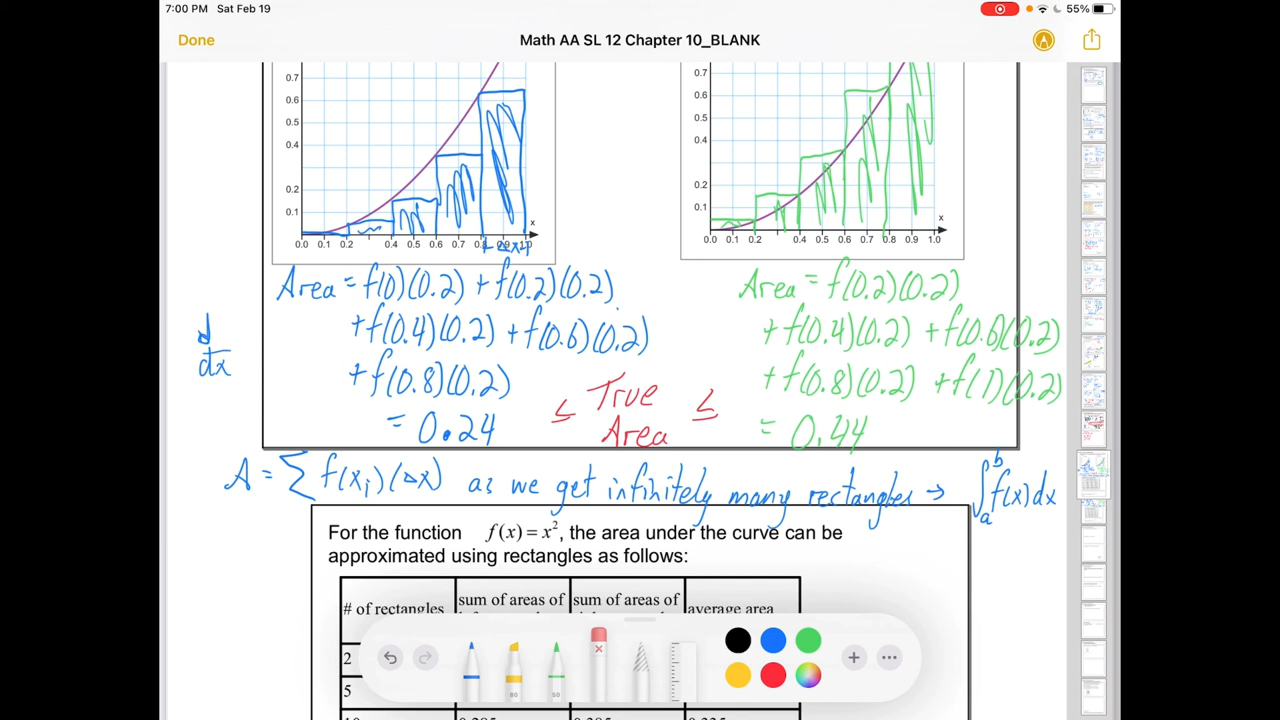 7:00 PM Sat Feb 19
55%
Done
Math AA SL 12 Chapter 10_BLANK
0.7
0.6
0.5
0.4
0.2
0.1
0.0 0.1 0.2 0.4 0.5 0.6 0.7 0.9 1.0
x
0.7
0.6
0.5
0.4
0.2
0.1
0.0 0.1 0.2 0.4 0.5 0.6 0.7 0.8 0.9 1.0
x
Area = f(0)(0.2) + f(0.2)(0.2)
+ f(0.4)(0.2) + f(0.6)(0.2)
+ f(0.8)(0.2)
= 0.24
d
dx
≤ True Area ≤
Area = f(0.2)(0.2)
+ f(0.4)(0.2) + f(0.6)(0.2)
+ f(0.8)(0.2) + f(1)(0.2)
= 0.44
A = ∑ f(xᵢ)(Δx) as we get infinitely many rectangles → ∫ₐᵇ f(x)dx
For the function f(x) = x², the area under the curve can be
approximated using rectangles as follows:
# of rectangles
sum of areas of
sum of areas of
average area
2
5
80
50